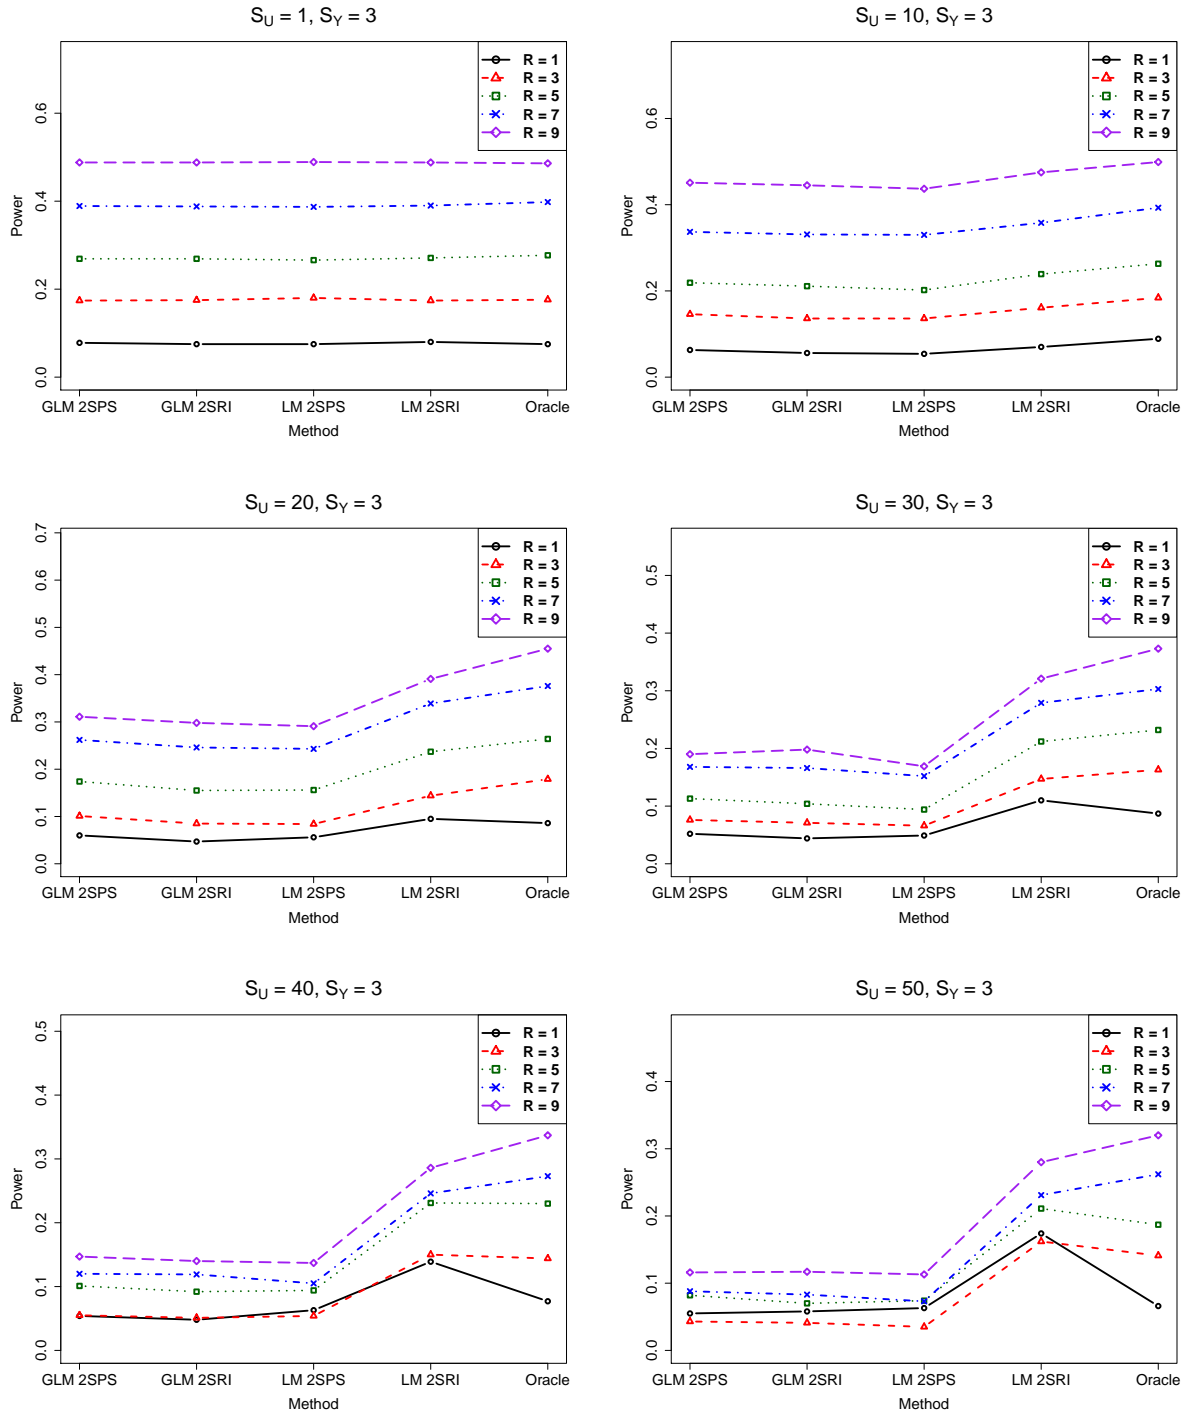 S_U = 1, S_Y = 3
R = 1
R = 3
R = 5
R = 7
R = 9
Power
0.0
0.2
0.4
0.6
GLM 2SPS
GLM 2SRI
LM 2SPS
LM 2SRI
Oracle
Method
S_U = 10, S_Y = 3
R = 1
R = 3
R = 5
R = 7
R = 9
Power
0.0
0.2
0.4
0.6
GLM 2SPS
GLM 2SRI
LM 2SPS
LM 2SRI
Oracle
Method
S_U = 20, S_Y = 3
R = 1
R = 3
R = 5
R = 7
R = 9
Power
0.0
0.1
0.2
0.3
0.4
0.5
0.6
0.7
GLM 2SPS
GLM 2SRI
LM 2SPS
LM 2SRI
Oracle
Method
S_U = 30, S_Y = 3
R = 1
R = 3
R = 5
R = 7
R = 9
Power
0.0
0.1
0.2
0.3
0.4
0.5
GLM 2SPS
GLM 2SRI
LM 2SPS
LM 2SRI
Oracle
Method
S_U = 40, S_Y = 3
R = 1
R = 3
R = 5
R = 7
R = 9
Power
0.0
0.1
0.2
0.3
0.4
0.5
GLM 2SPS
GLM 2SRI
LM 2SPS
LM 2SRI
Oracle
Method
S_U = 50, S_Y = 3
R = 1
R = 3
R = 5
R = 7
R = 9
Power
0.0
0.1
0.2
0.3
0.4
GLM 2SPS
GLM 2SRI
LM 2SPS
LM 2SRI
Oracle
Method